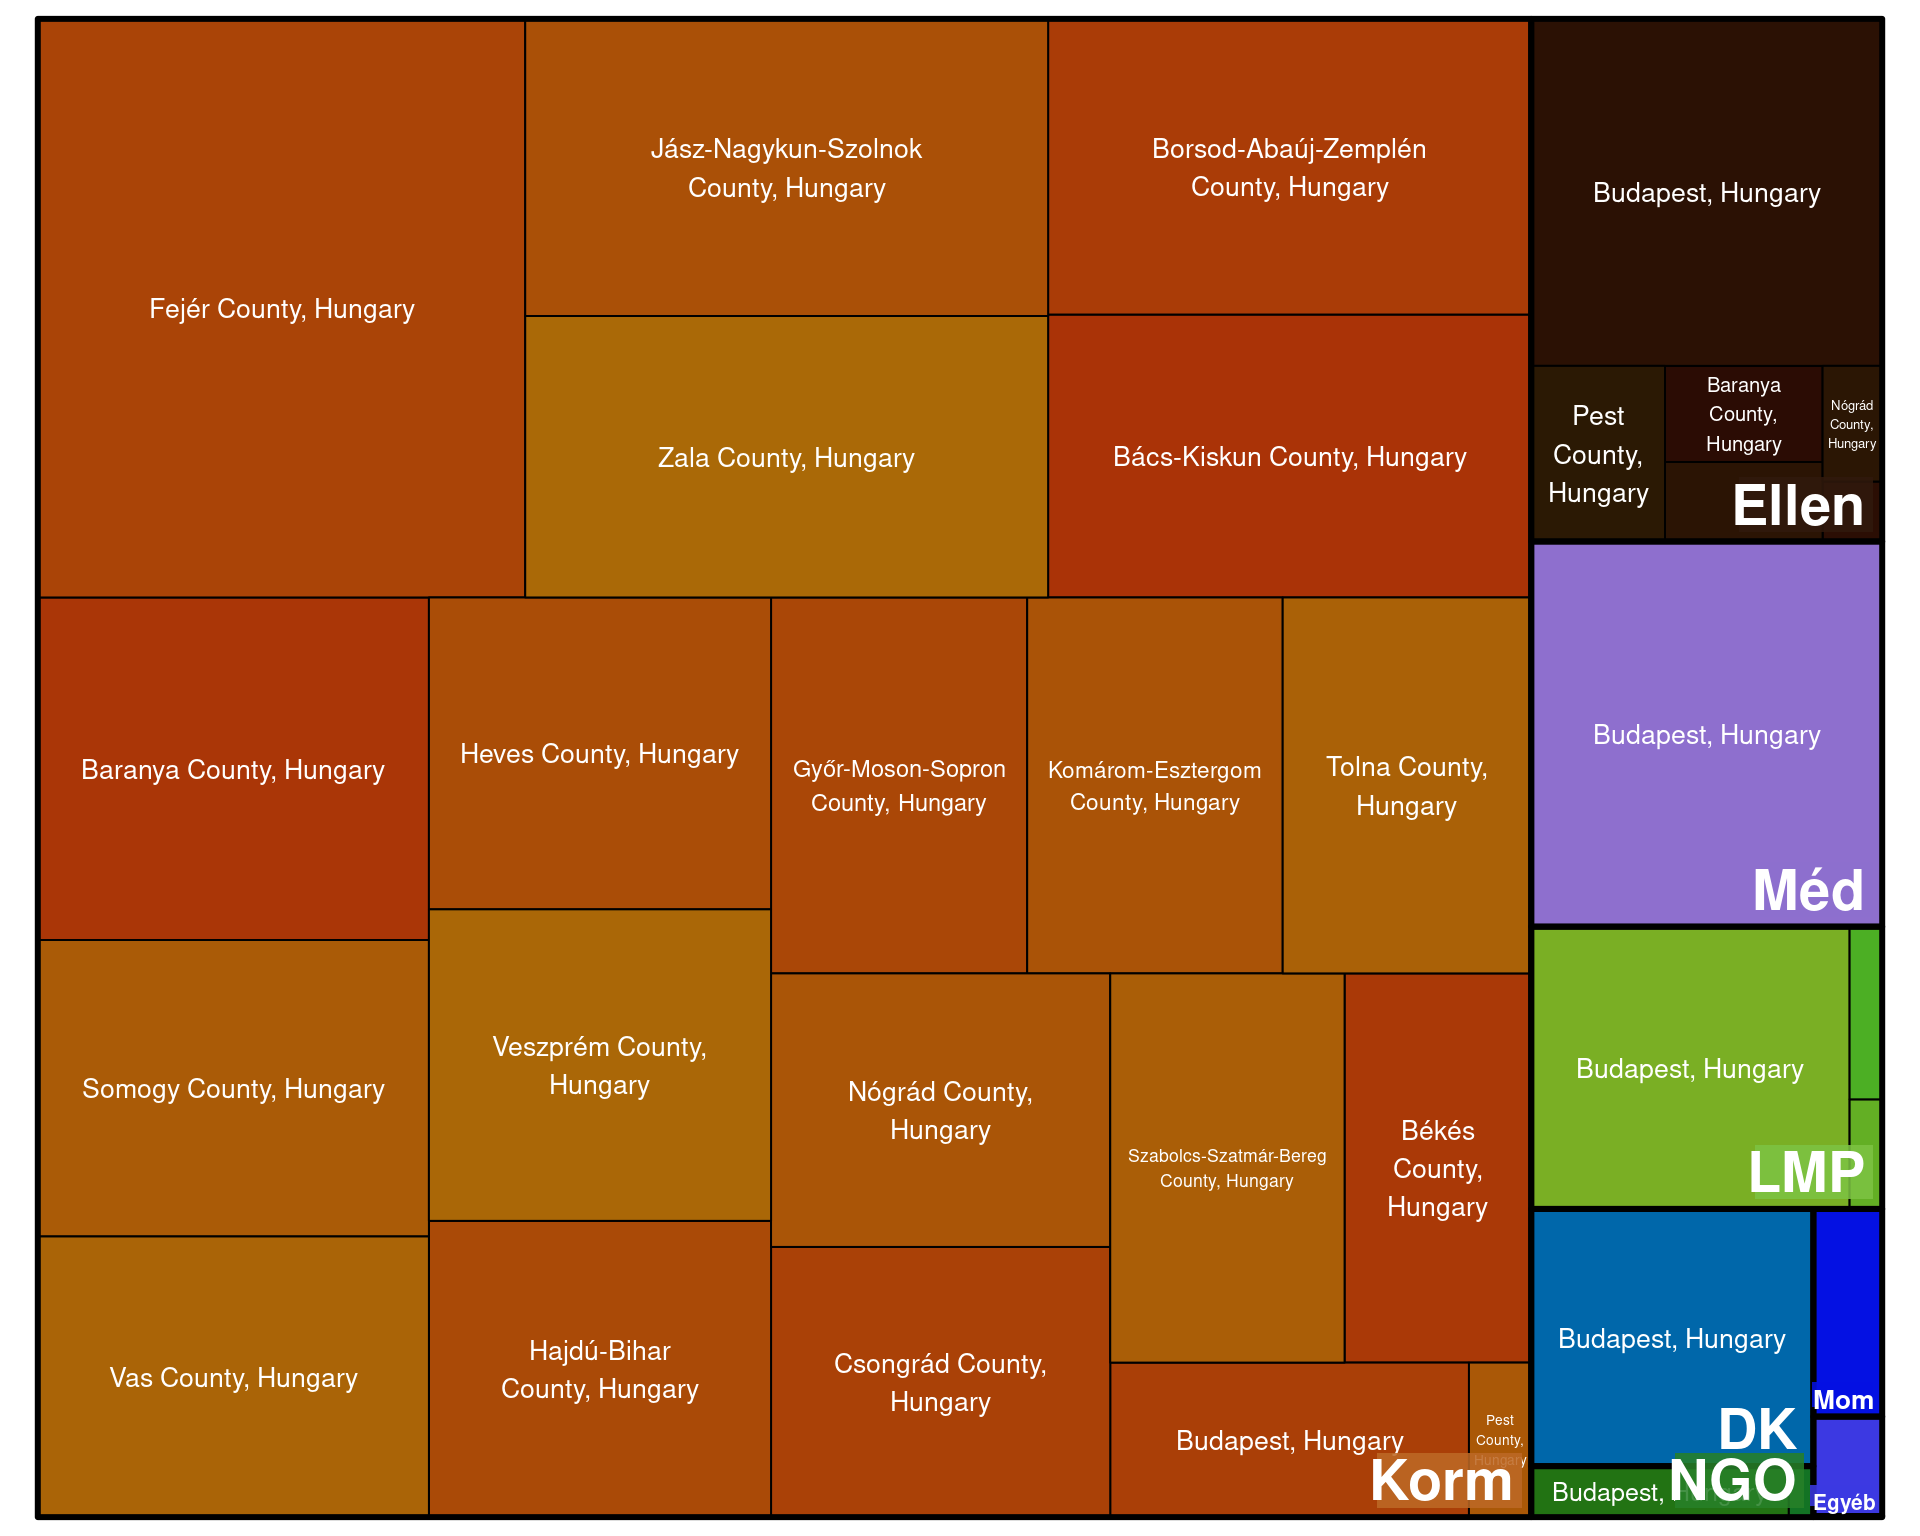 Fejér County, Hungary
Jász-Nagykun-Szolnok
County, Hungary
Borsod-Abaúj-Zemplén
County, Hungary
Zala County, Hungary
Bács-Kiskun County, Hungary
Baranya County, Hungary
Heves County, Hungary
Győr-Moson-Sopron
County, Hungary
Komárom-Esztergom
County, Hungary
Tolna County,
Hungary
Somogy County, Hungary
Veszprém County,
Hungary
Nógrád County,
Hungary
Szabolcs-Szatmár-Bereg
County, Hungary
Békés
County,
Hungary
Vas County, Hungary
Hajdú-Bihar
County, Hungary
Csongrád County,
Hungary
Budapest, Hungary
Pest
County,
Hungary
Korm
Budapest, Hungary
Pest
County,
Hungary
Baranya
County,
Hungary
Nógrád
County,
Hungary
Ellen
Budapest, Hungary
Méd
Budapest, Hungary
LMP
Budapest, Hungary
DK
Mom
Budapest, Hungary
NGO
Egyéb